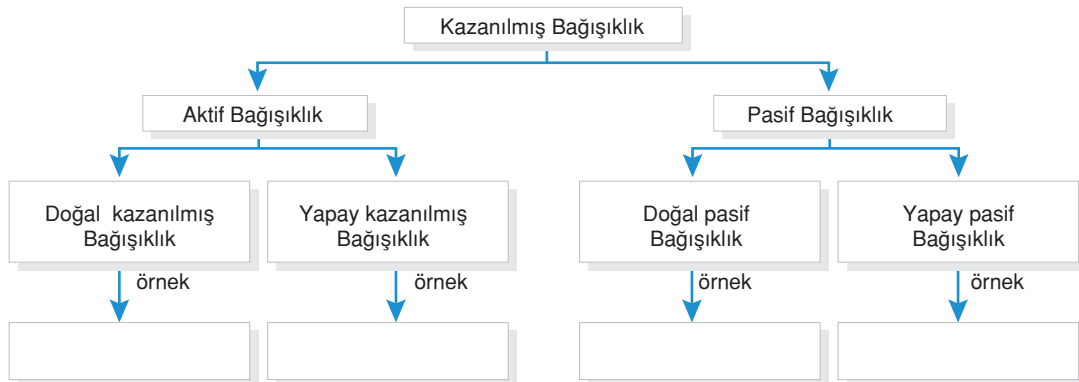 Kazanılmış Bağışıklık
Aktif Bağışıklık
Pasif Bağışıklık
Doğal kazanılmış
Bağışıklık
Yapay kazanılmış
Bağışıklık
Doğal pasif
Bağışıklık
Yapay pasif
Bağışıklık
örnek
örnek
örnek
örnek